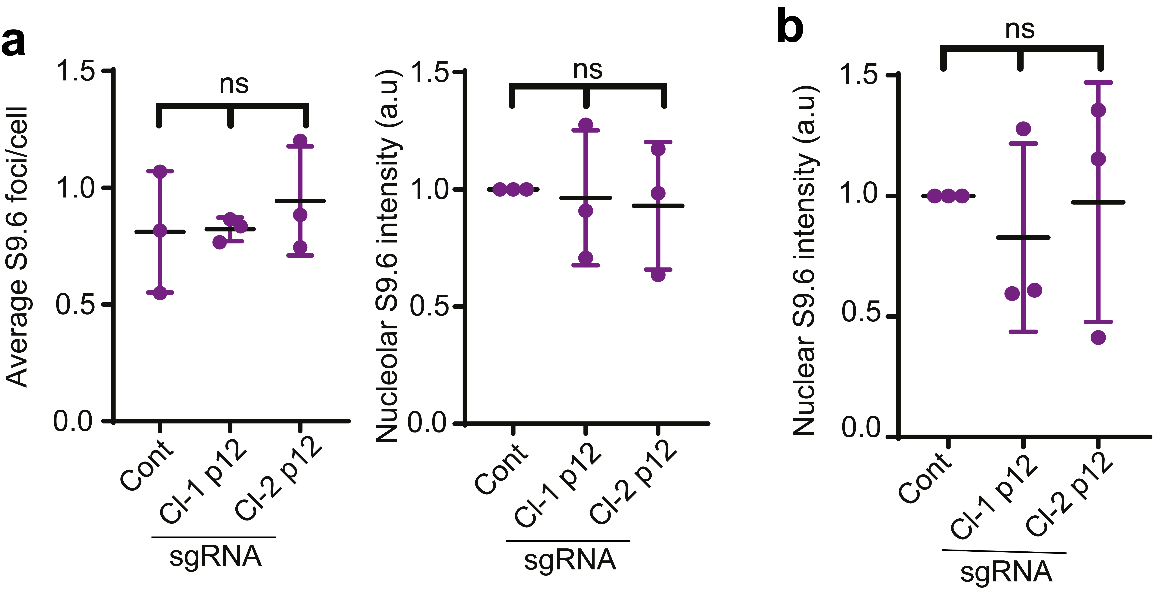 a
Average S9.6 foci/cell
1.5
1.0
0.5
0.0
ns
Cont
Cl-1 p12
Cl-2 p12
sgRNA
Nucleolar S9.6 intensity (a.u)
1.5
1.0
0.5
0.0
ns
Cont
Cl-1 p12
Cl-2 p12
sgRNA
b
Nuclear S9.6 intensity (a.u)
1.5
1.0
0.5
0.0
ns
Cont
Cl-1 p12
Cl-2 p12
sgRNA